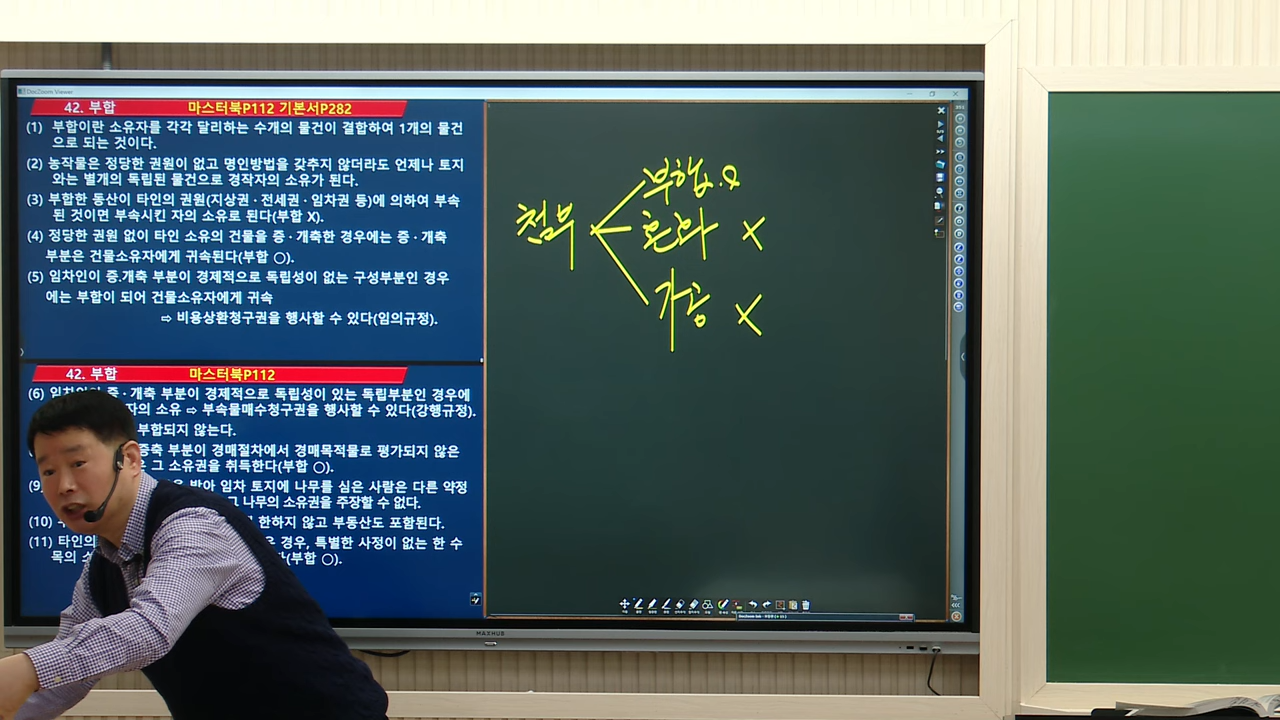 DocZoom Viewer
42. 부합 마스터북P112 기본서P282
(1) 부합이란 소유자를 각각 달리하는 수개의 물건이 결합하여 1개의 물건
으로 되는 것이다.
(2) 농작물은 정당한 권원이 없고 명인방법을 갖추지 않더라도 언제나 토지
와는 별개의 독립된 물건으로 경작자의 소유가 된다.
(3) 부합한 동산이 타인의 권원(지상권·전세권·임차권 등)에 의하여 부속
된 것이면 부속시킨 자의 소유로 된다(부합 X).
(4) 정당한 권원 없이 타인 소유의 건물을 증·개축한 경우에는 증·개축
부분은 건물소유자에게 귀속된다(부합 ○).
(5) 임차인이 증.개축 부분이 경제적으로 독립성이 없는 구성부분인 경우
에는 부합이 되어 건물소유자에게 귀속
⇨ 비용상환청구권을 행사할 수 있다(임의규정).
42. 부합 마스터북P112
(6) 임차인이 증·개축 부분이 경제적으로 독립성이 있는 독립부분인 경우에
자의 소유 ⇨ 부속물매수청구권을 행사할 수 있다(강행규정).
부합되지 않는다.
증축 부분이 경매절차에서 경매목적물로 평가되지 않은
그 소유권을 취득한다(부합 ○).
(9) 받아 임차 토지에 나무를 심은 사람은 다른 약정
그 나무의 소유권을 주장할 수 없다.
(10) 한하지 않고 부동산도 포함된다.
(11) 타인의 경우, 특별한 사정이 없는 한 수
목의 소 (부합 ○).
첨부
부합.○
혼화 X
가공 X
MAXHUB